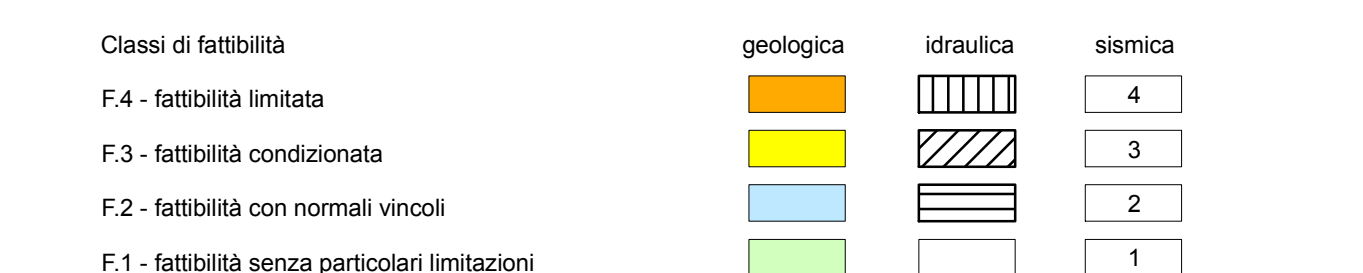 Classi di fattibilità geologica idraulica sismica
F.4 - fattibilità limitata 4
F.3 - fattibilità condizionata 3
F.2 - fattibilità con normali vincoli 2
F.1 - fattibilità senza particolari limitazioni 1